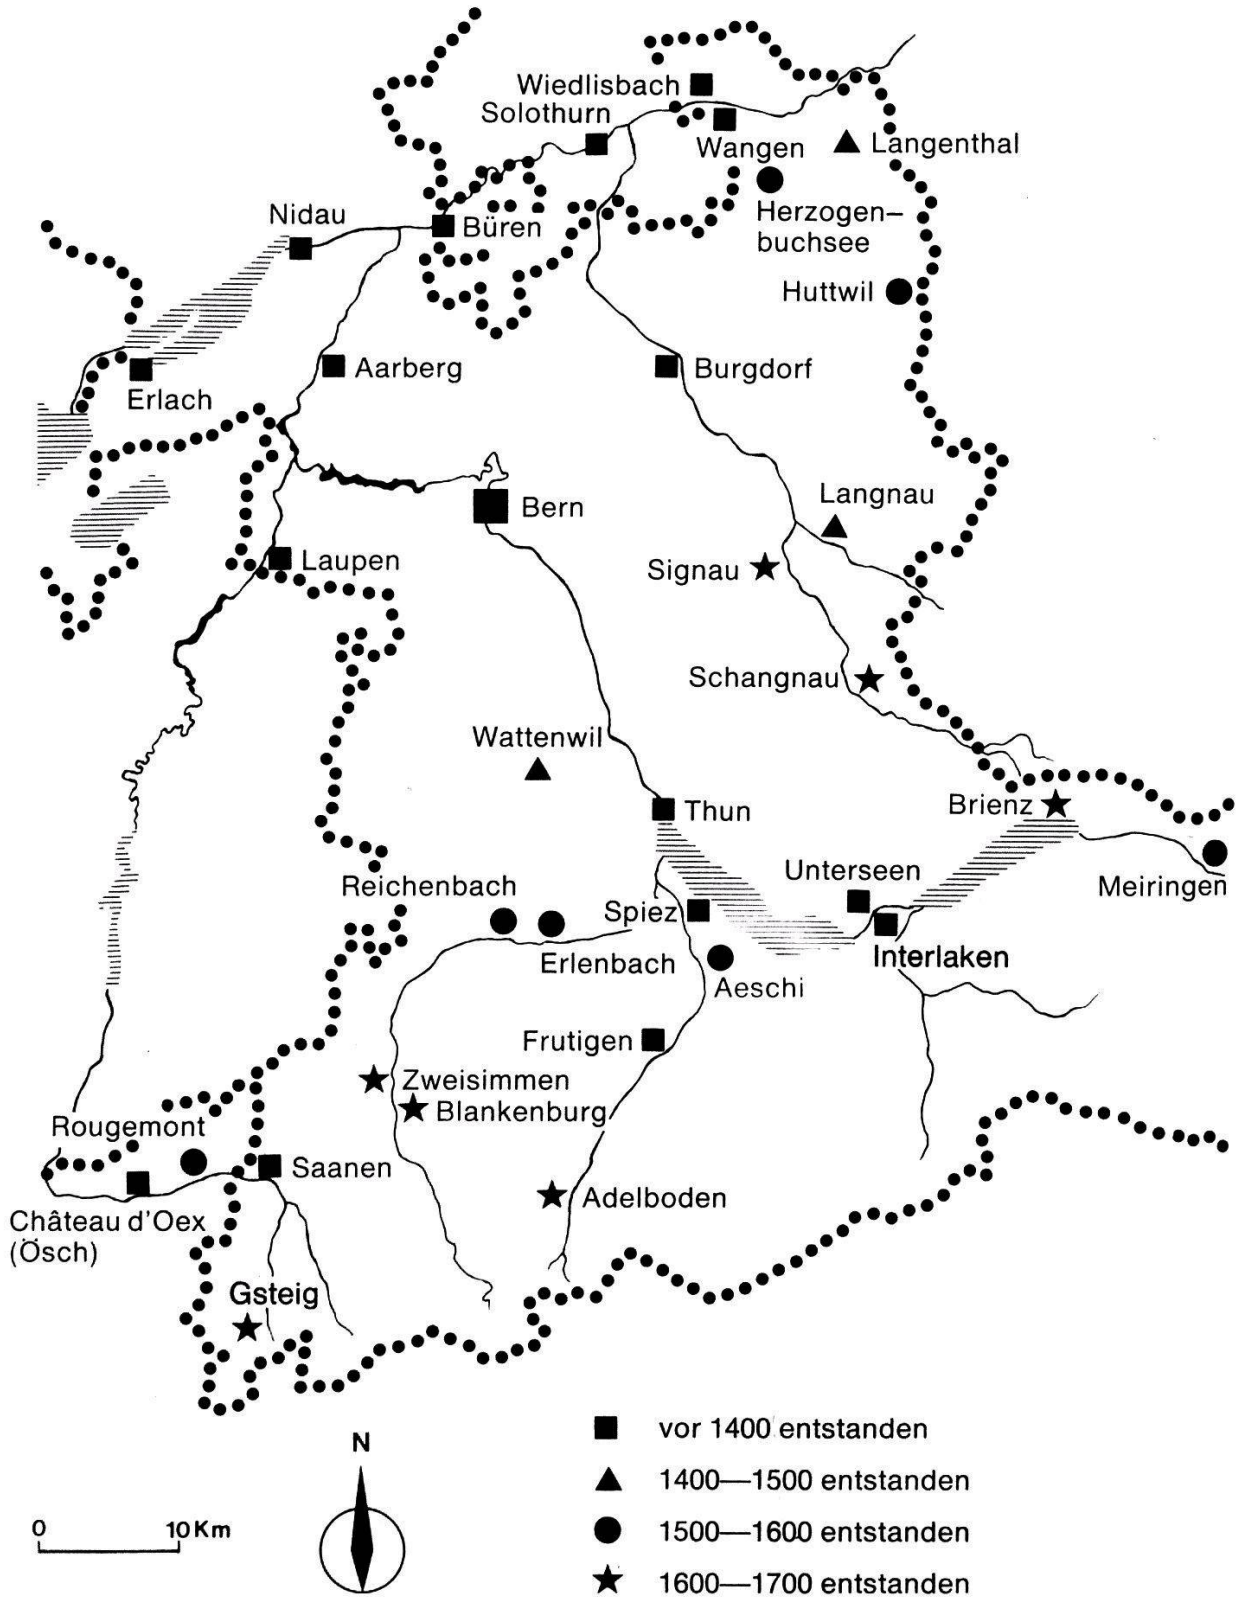 Wiedlisbach
Solothurn
Wangen
Langenthal
Herzogen–
buchsee
Nidau
Büren
Huttwil
Erlach
Aarberg
Burgdorf
Langnau
Bern
Laupen
Signau
Schangnau
Wattenwil
Thun
Brienz
Unterseen
Meiringen
Reichenbach
Spiez
Erlenbach
Interlaken
Aeschi
Frutigen
Zweisimmen
Blankenburg
Rougemont
Saanen
Adelboden
Château d'Oex
(Ösch)
Gsteig
N
0 10 Km
vor 1400 entstanden
1400—1500 entstanden
1500—1600 entstanden
1600—1700 entstanden